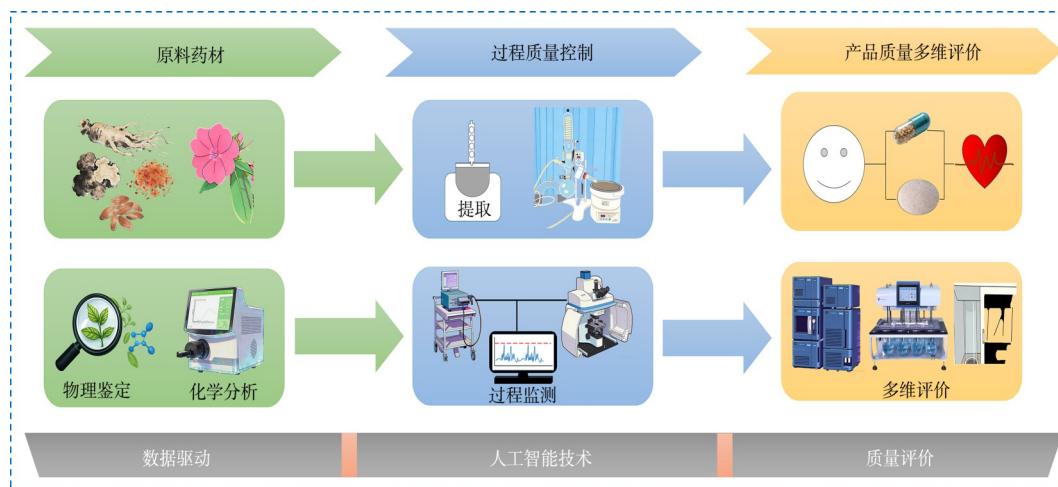 原料药材
过程质量控制
产品质量多维评价
提取
物理鉴定
化学分析
过程监测
多维评价
数据驱动
人工智能技术
质量评价